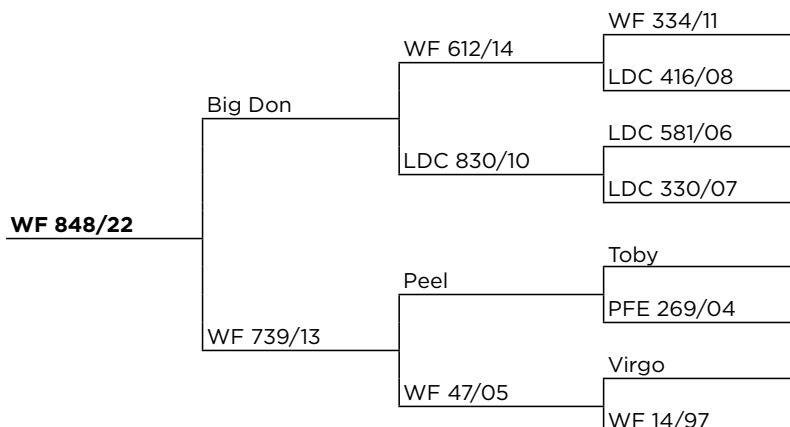 WF 334/11
WF 612/14
LDC 416/08
Big Don
LDC 581/06
LDC 830/10
LDC 330/07
WF 848/22
Toby
Peel
PFE 269/04
WF 739/13
Virgo
WF 47/05
WF 14/97